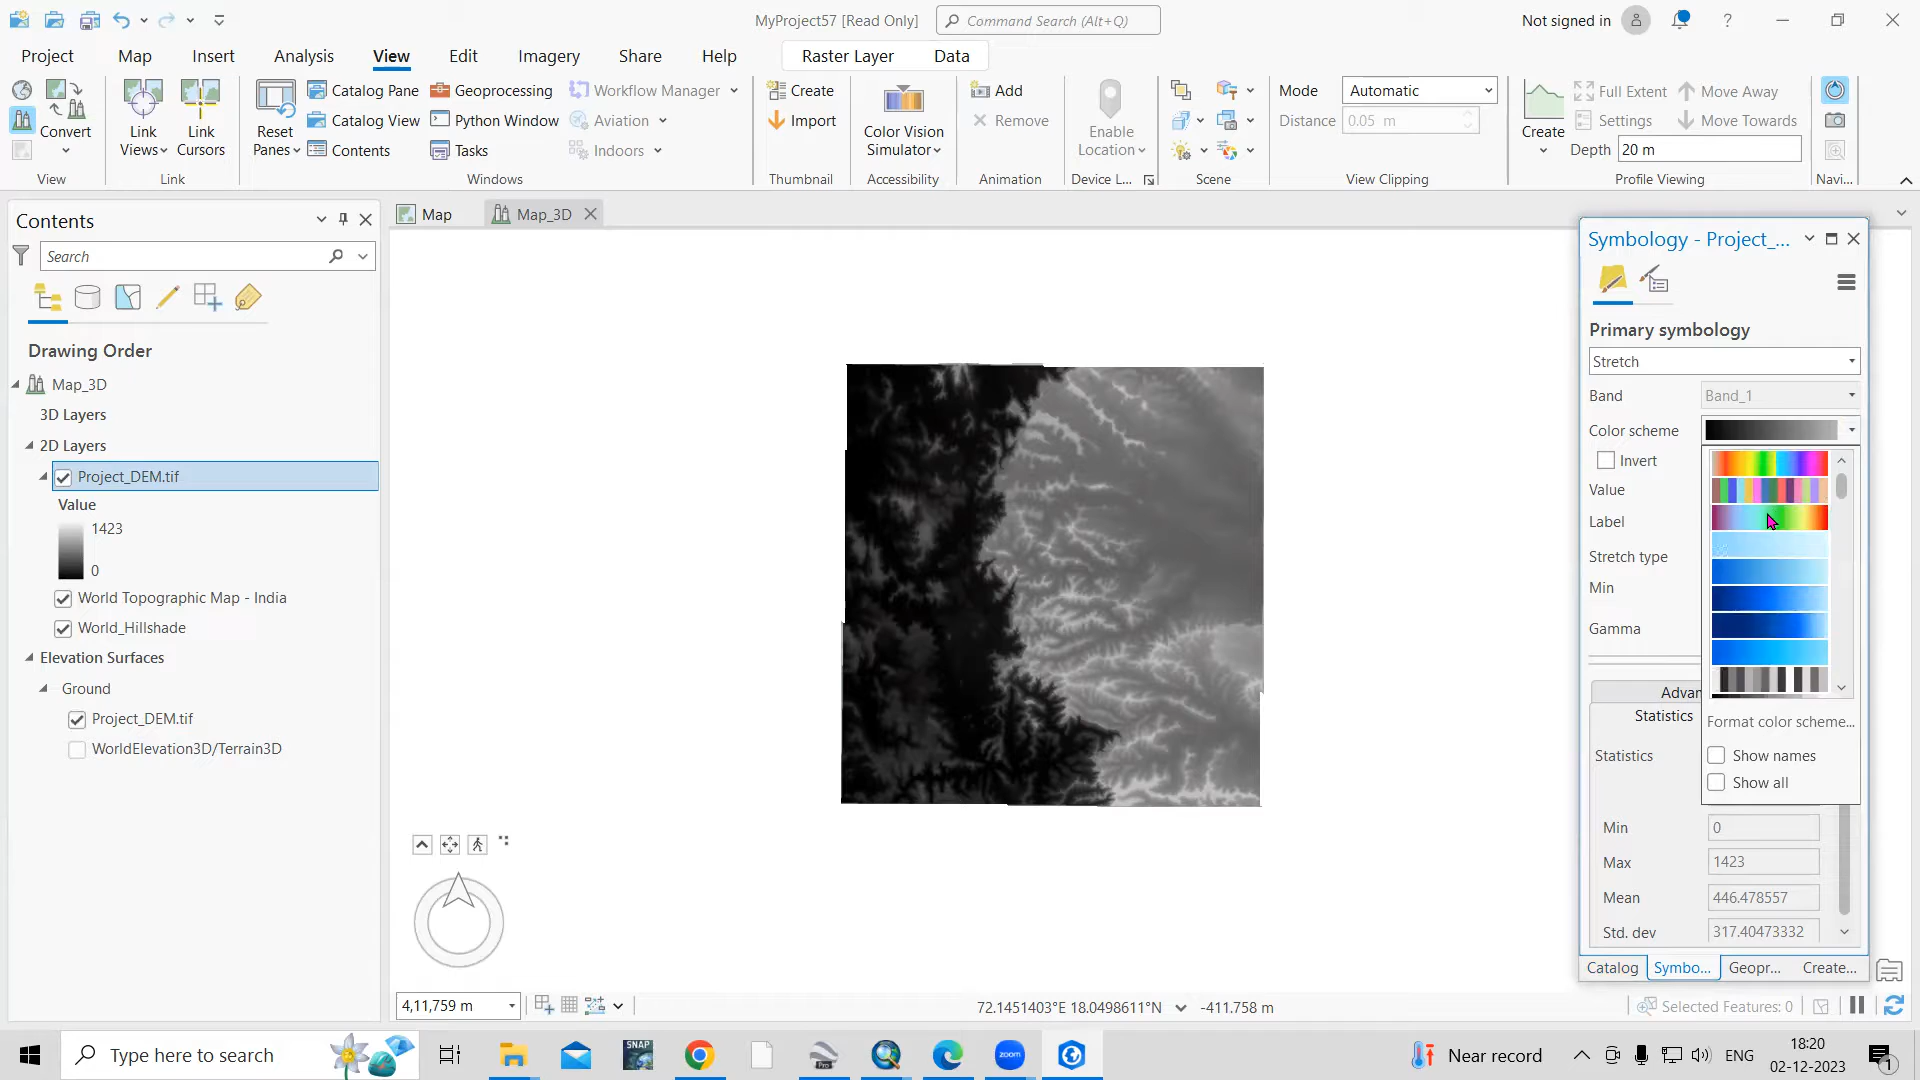 MyProject57 [Read Only]
Command Search (Alt+Q)
Not signed in
?
Project
Map
Insert
Analysis
View
Edit
Imagery
Share
Help
Raster Layer
Data
Convert
View
Link Views
Link Cursors
Link
Reset Panes
Catalog Pane
Catalog View
Contents
Geoprocessing
Python Window
Tasks
Workflow Manager
Aviation
Indoors
Windows
Create
Import
Thumbnail
Color Vision Simulator
Accessibility
Add
Remove
Animation
Enable Location
Device L...
Scene
Mode
Automatic
Distance
0.05 m
View Clipping
Create
Full Extent
Move Away
Settings
Move Towards
Depth
20 m
Profile Viewing
Navi...
Contents
Search
Drawing Order
Map_3D
3D Layers
2D Layers
Project_DEM.tif
Value
1423
0
World Topographic Map - India
World_Hillshade
Elevation Surfaces
Ground
Project_DEM.tif
WorldElevation3D/Terrain3D
Map
Map_3D
4,11,759 m
72.1451403°E 18.0498611°N
-411.758 m
Selected Features: 0
Symbology - Project_...
Primary symbology
Stretch
Band
Band_1
Color scheme
Invert
Value
Label
Stretch type
Min
Gamma
Advan
Statistics
Statistics
Format color scheme...
Show names
Show all
Min
0
Max
1423
Mean
446.478557
Std. dev
317.40473332
Catalog
Symbo...
Geopr...
Create...
Type here to search
SNAP
Pro
zoom
Near record
ENG
18:20
02-12-2023
1